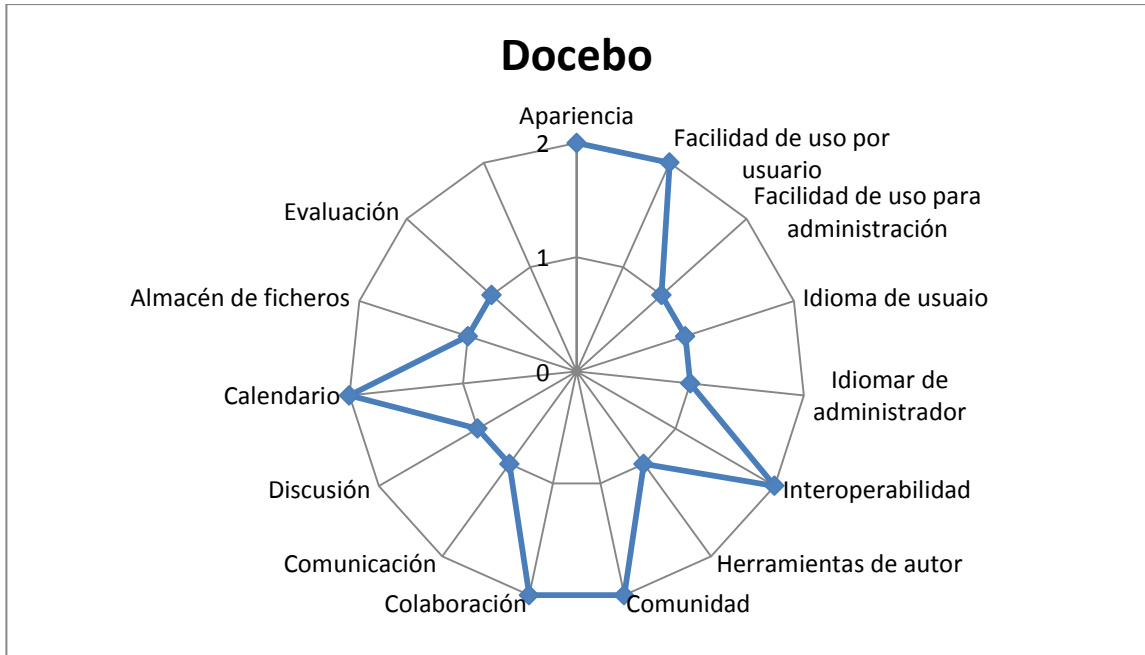 Docebo
Apariencia
2
Facilidad de uso por
usuario
Facilidad de uso para
administración
Evaluación
1
Almacén de ficheros
Idioma de usuaio
0
Calendario
Idiomar de
administrador
Discusión
Interoperabilidad
Comunicación
Herramientas de autor
Colaboración
Comunidad